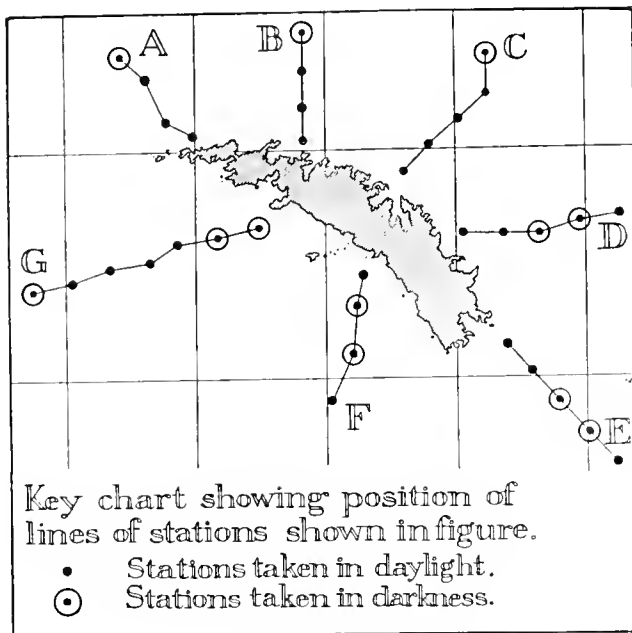 A
B
C
G
D
F
E
Key chart showing position of
lines of stations shown in figure.
Stations taken in daylight.
Stations taken in darkness.